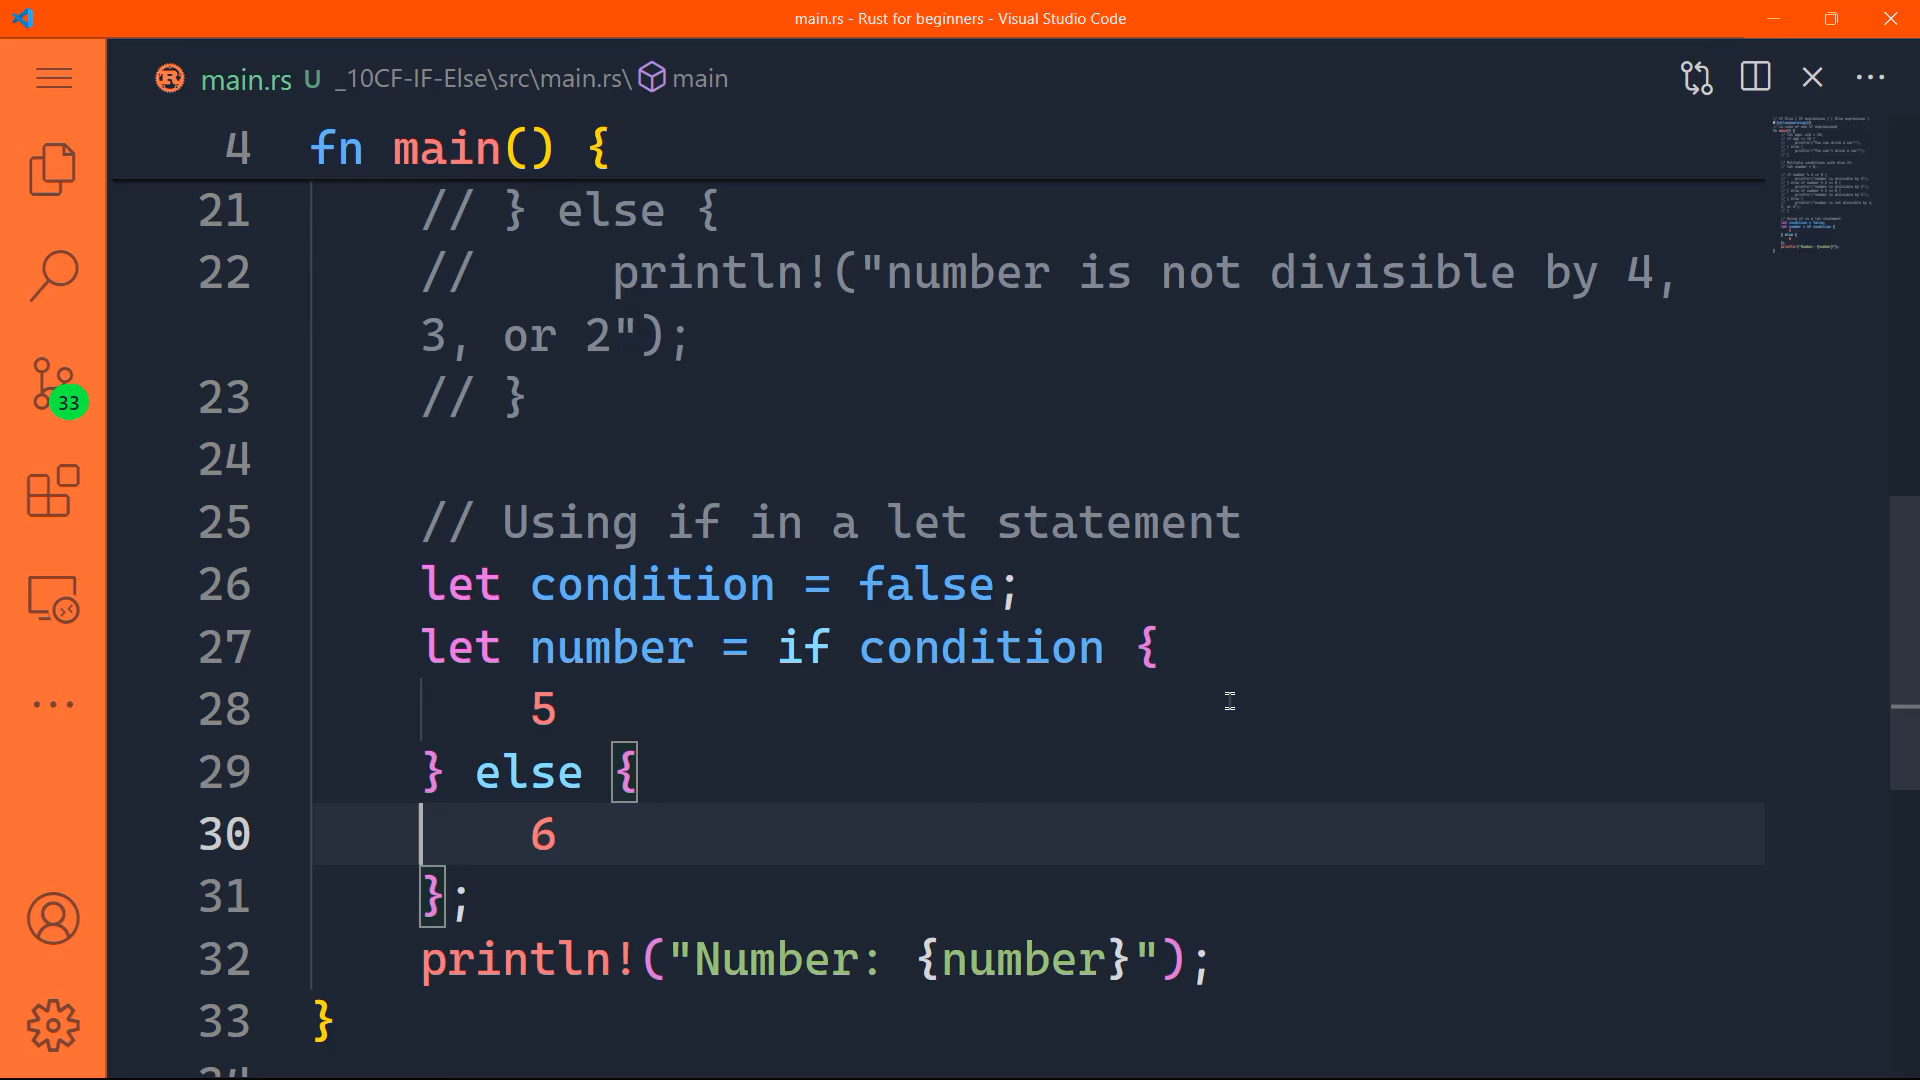 main.rs - Rust for beginners - Visual Studio Code
main.rs U _10CF-IF-Else\src\main.rs\ main
4 fn main() {
21 // } else {
22 //     println!("number is not divisible by 4,
3, or 2");
23 // }
24
25 // Using if in a let statement
26 let condition = false;
27 let number = if condition {
28     5
29 } else {
30     6
31 };
32 println!("Number: {number}");
33 }
33